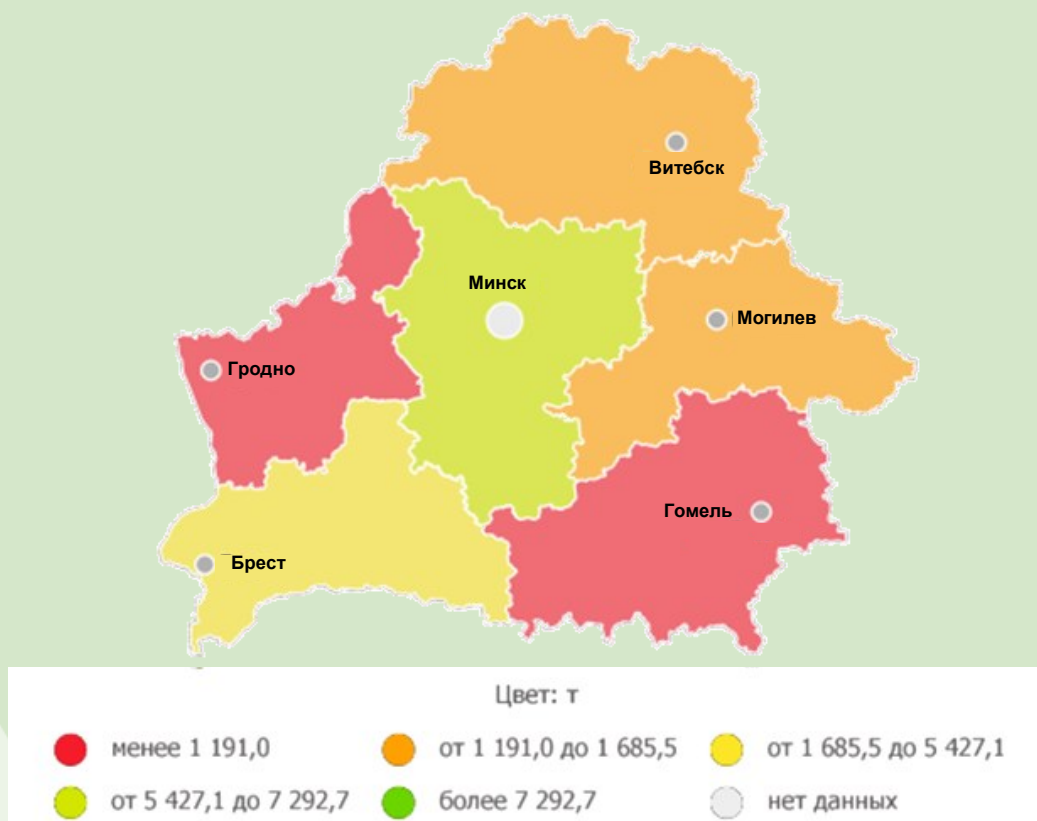 Витебск
Минск
Могилев
Гродно
Гомель
Брест
Цвет: т
менее 1 191,0
от 1 191,0 до 1 685,5
от 1 685,5 до 5 427,1
от 5 427,1 до 7 292,7
более 7 292,7
нет данных